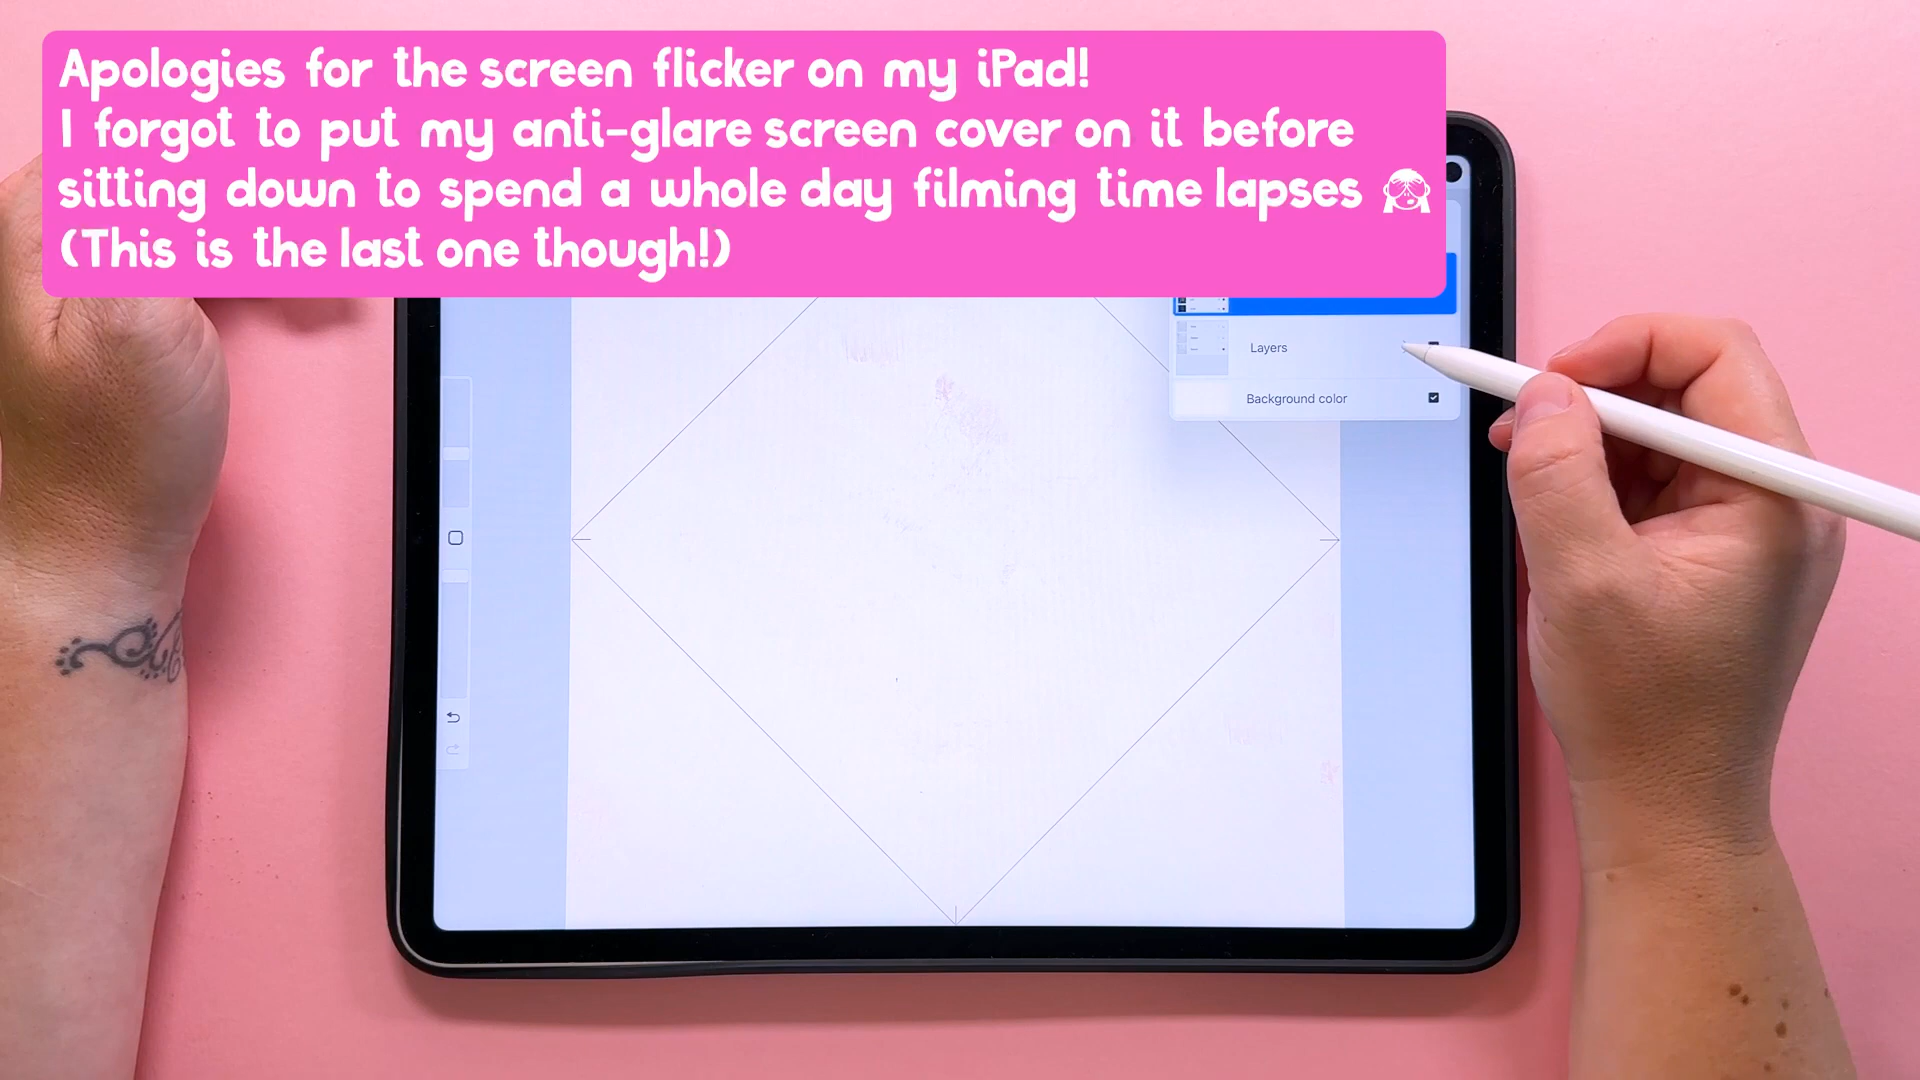 Apologies for the screen flicker on my iPad!
I forgot to put my anti-glare screen cover on it before
sitting down to spend a whole day filming time lapses 🙈
(This is the last one though!)
Layers
Background color